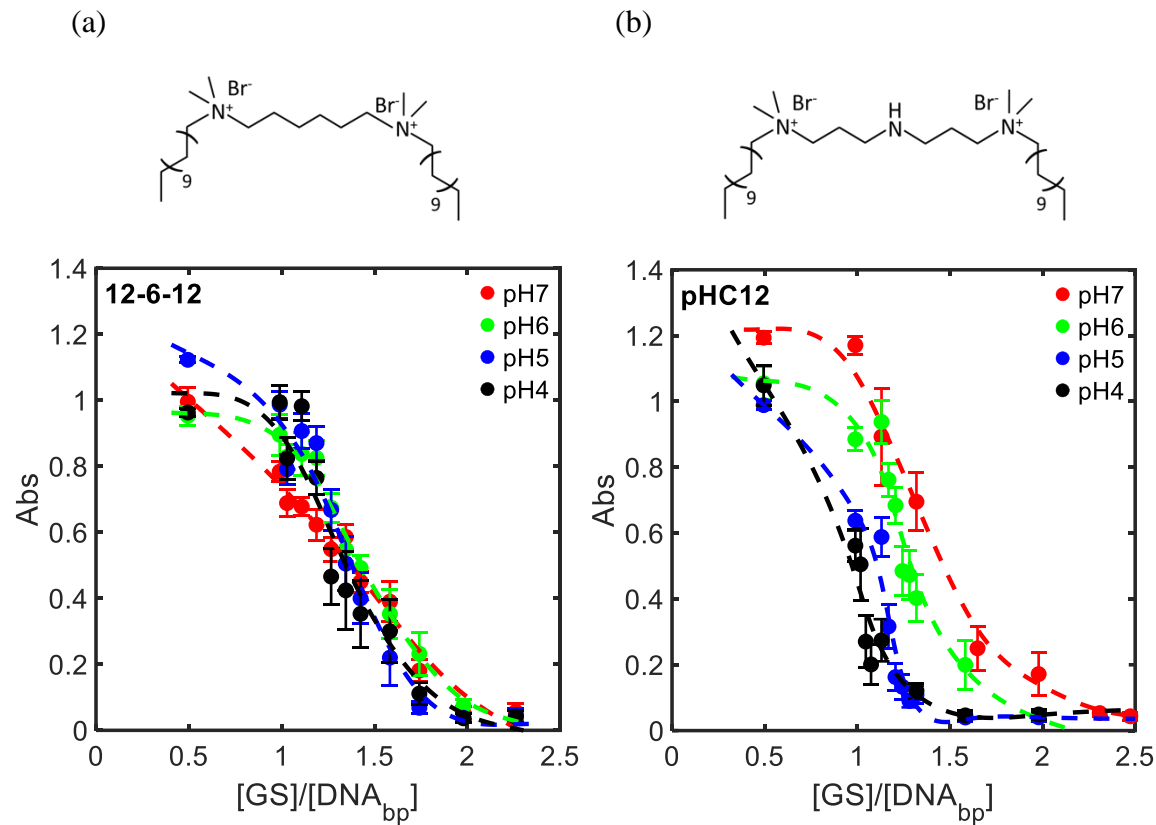 (a)
Br⁻
N⁺
Br⁻
N⁺
9
9
12-6-12
pH7
pH6
pH5
pH4
1.4
1.2
1
0.8
0.6
0.4
0.2
0
Abs
0 0.5 1 1.5 2 2.5
[GS]/[DNA_bp]
(b)
Br⁻
N⁺
H
N
Br⁻
N⁺
9
9
pHC12
pH7
pH6
pH5
pH4
1.4
1.2
1
0.8
0.6
0.4
0.2
0
Abs
0 0.5 1 1.5 2 2.5
[GS]/[DNA_bp]